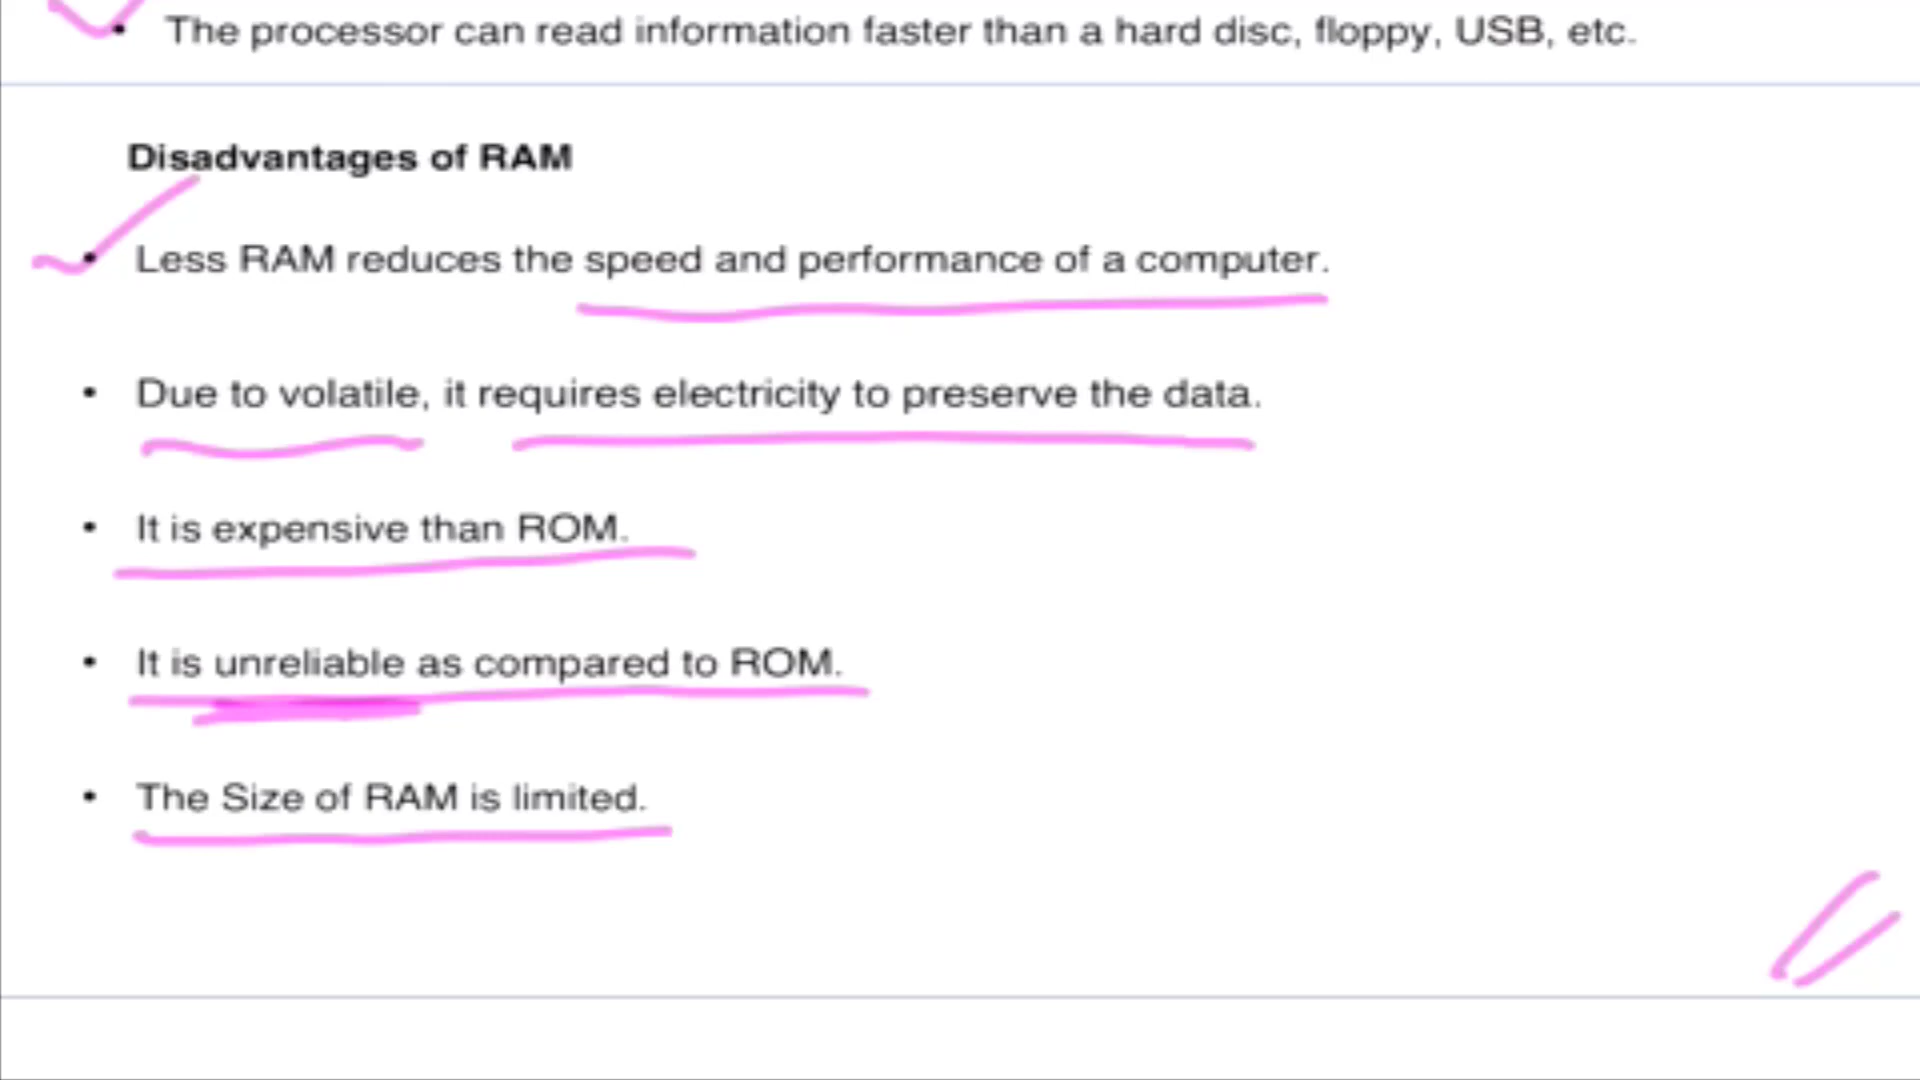 • The processor can read information faster than a hard disc, floppy, USB, etc.
Disadvantages of RAM
• Less RAM reduces the speed and performance of a computer.
• Due to volatile, it requires electricity to preserve the data.
• It is expensive than ROM.
• It is unreliable as compared to ROM.
• The Size of RAM is limited.